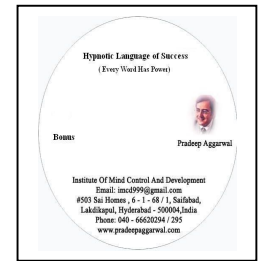 Hypnotic Language of Success
( Every Word Has Power)
Bonus
Pradeep Aggarwal
Institute Of Mind Control And Development
Email: imcd999@gmail.com
#503 Sai Homes , 6 - 1 - 68 / 1, Saifabad,
Lakdikapul, Hyderabad - 500004,India
Phone: 040 - 66620294 / 295
www.pradeepaggarwal.com